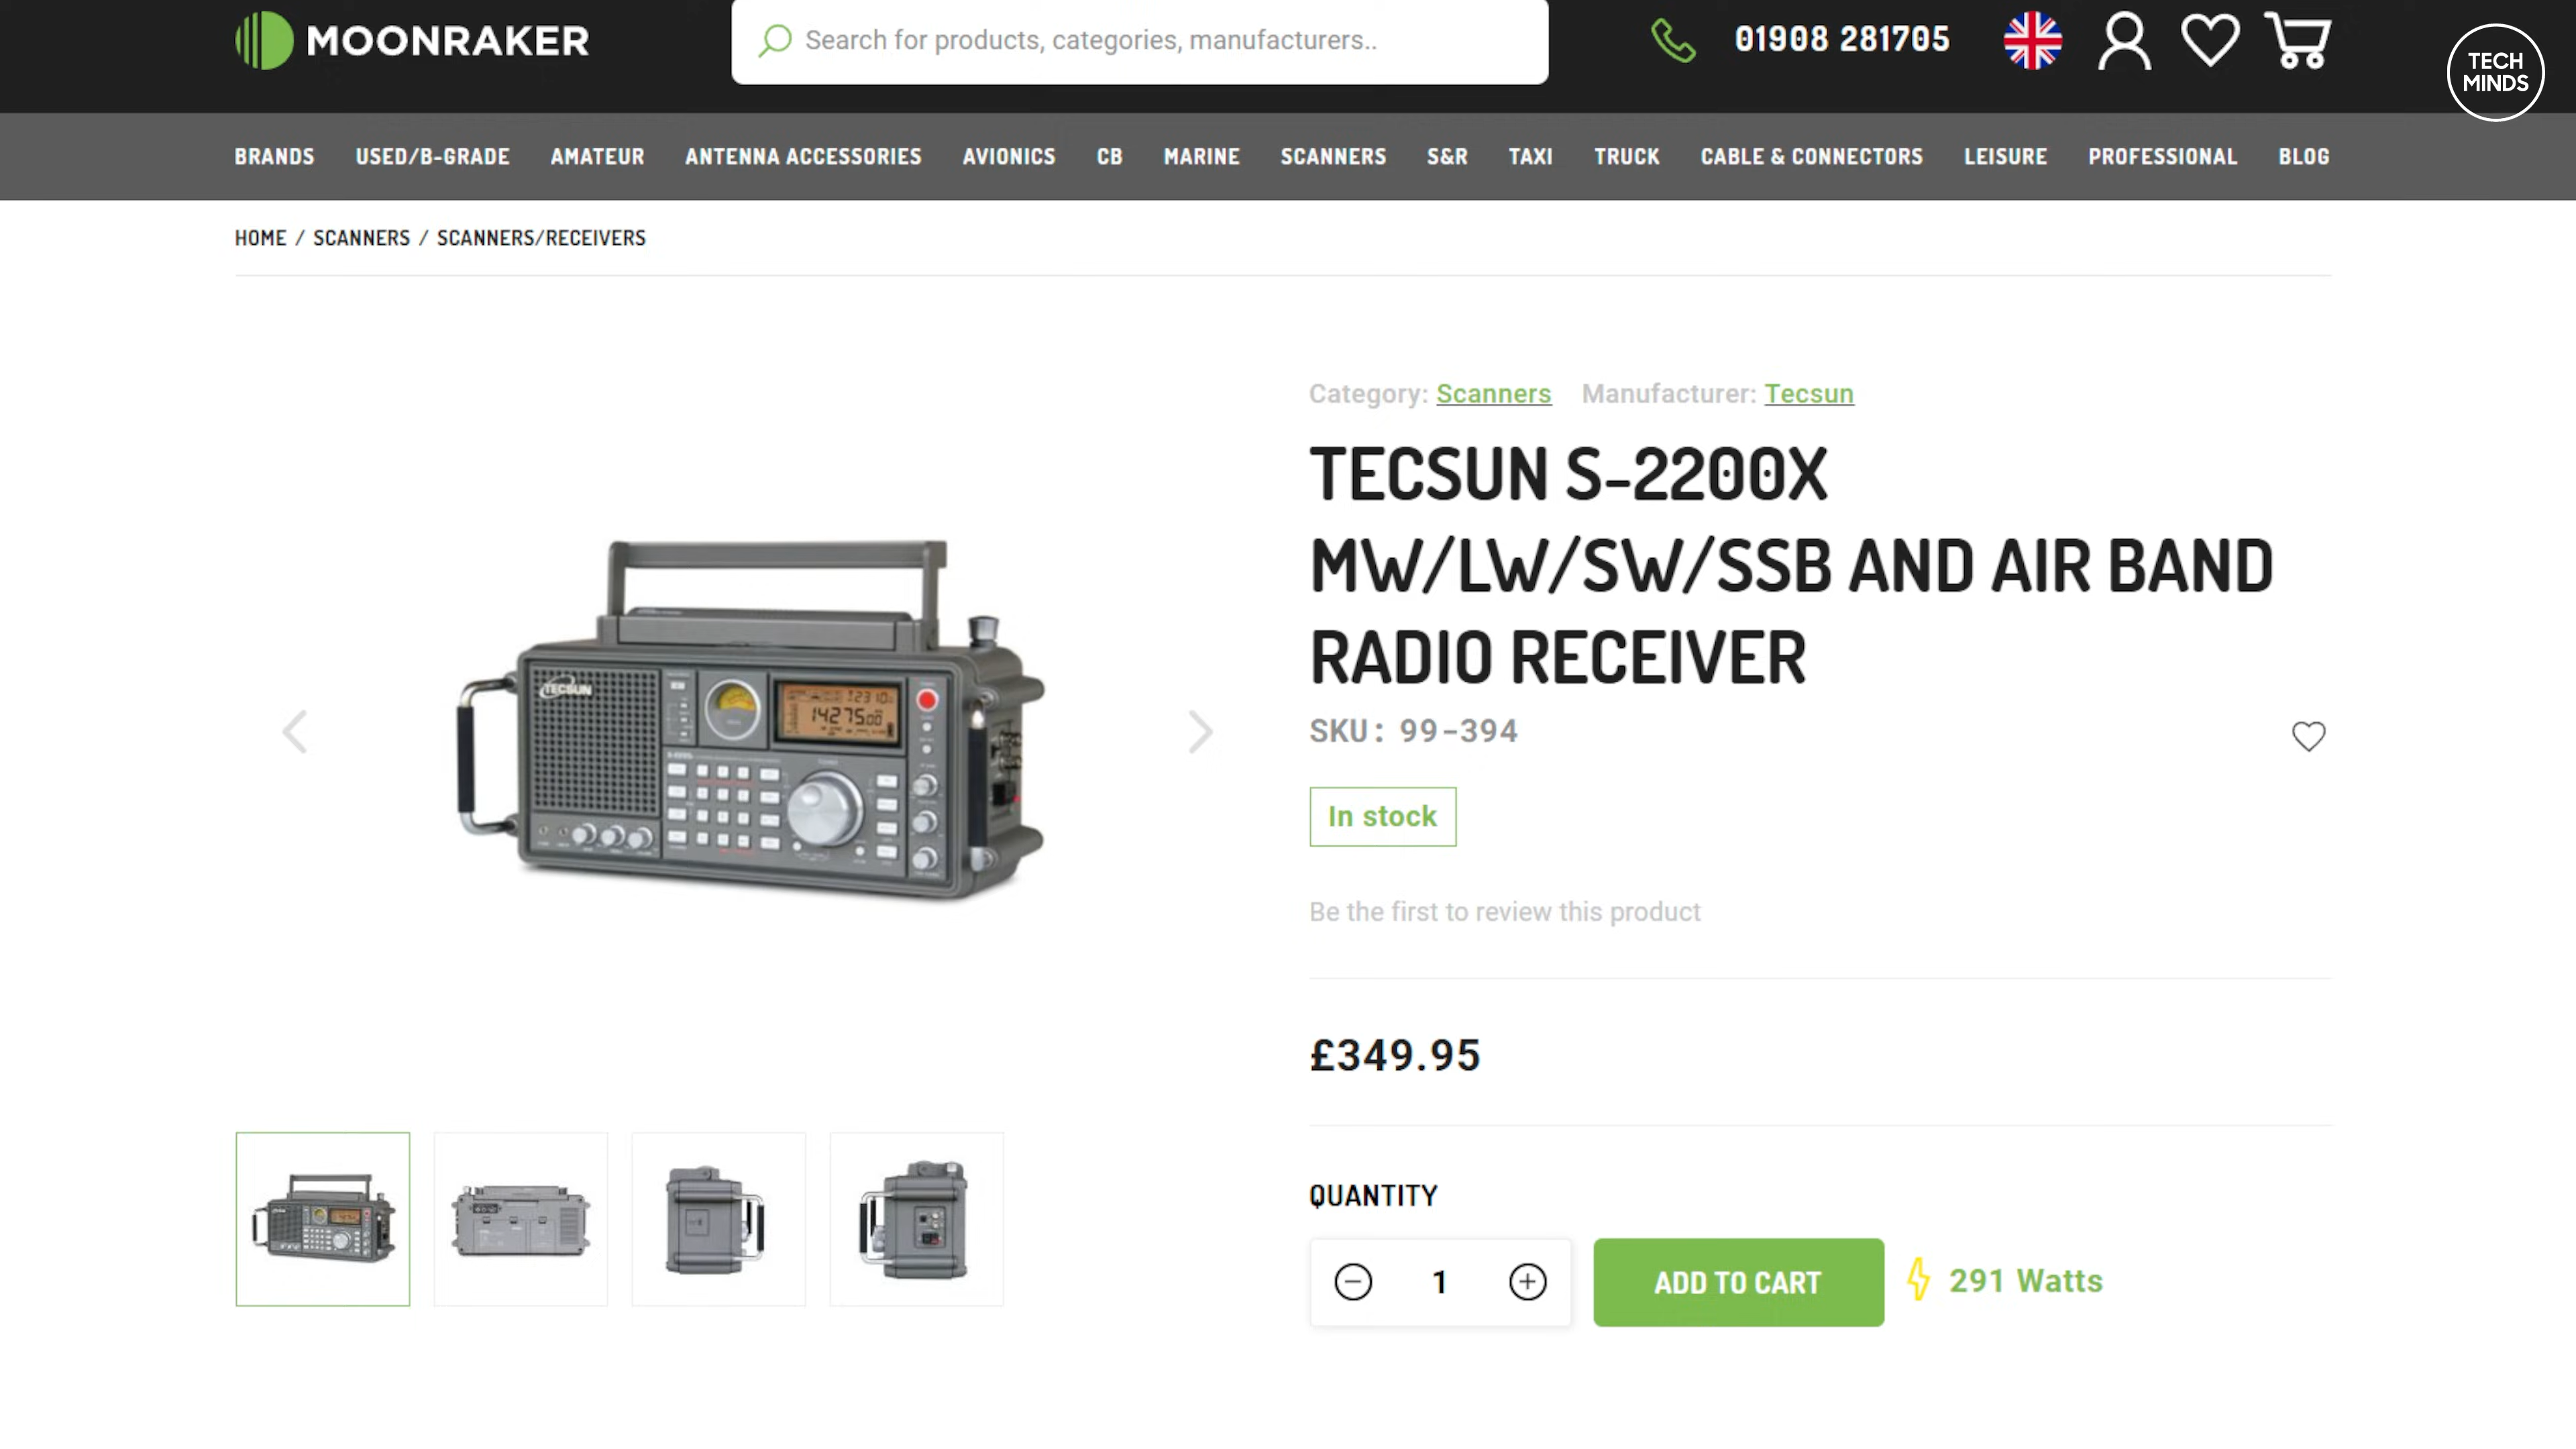 MOONRAKER
Search for products, categories, manufacturers..
01908 281705
TECH
MINDS
BRANDS USED/B-GRADE AMATEUR ANTENNA ACCESSORIES AVIONICS CB MARINE SCANNERS S&R TAXI TRUCK CABLE & CONNECTORS LEISURE PROFESSIONAL BLOG
HOME / SCANNERS / SCANNERS/RECEIVERS
Category: Scanners Manufacturer: Tecsun
TECSUN S-2200X
MW/LW/SW/SSB AND AIR BAND
RADIO RECEIVER
SKU: 99-394
In stock
Be the first to review this product
£349.95
QUANTITY
1
ADD TO CART
291 Watts
TECSUN
14275.00